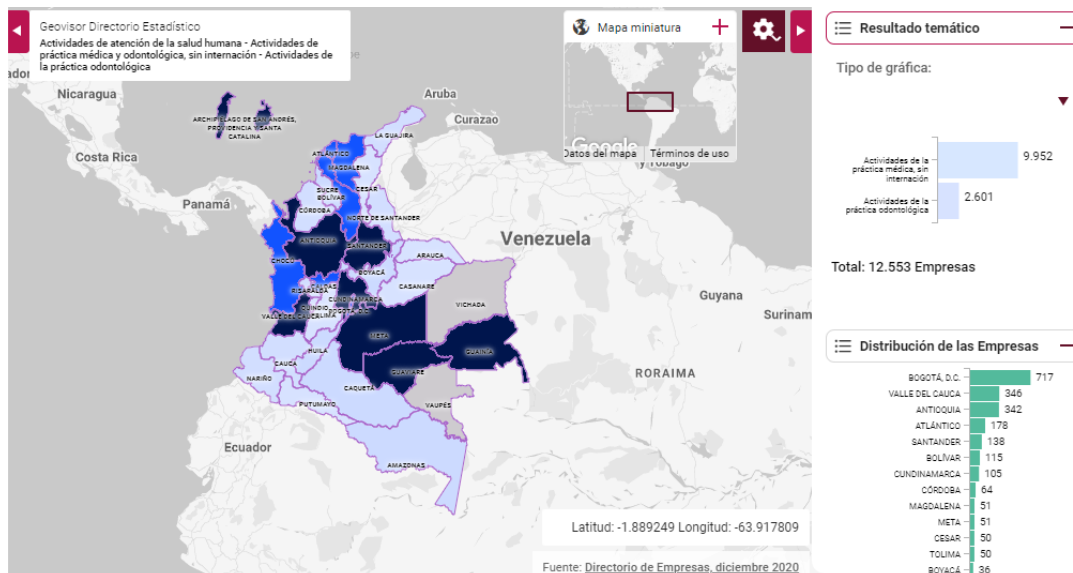 Geovisor Directorio Estadístico
Actividades de atención de la salud humana - Actividades de
práctica médica y odontológica, sin internación - Actividades de
la práctica odontológica
Mapa miniatura
Google
Datos del mapa
Términos de uso
Nicaragua
Costa Rica
Panamá
Aruba
Curazao
y Tobago
Venezuela
Guyana
Surinam
RORAIMA
Ecuador
ARCHIPIÉLAGO DE SAN ANDRÉS,
PROVIDENCIA Y SANTA
CATALINA
LA GUAJIRA
ATLÁNTICO
MAGDALENA
CESAR
SUCRE
BOLÍVAR
CÓRDOBA
NORTE DE SANTANDER
ANTIOQUIA
SANTANDER
ARAUCA
CHOCÓ
BOYACÁ
CASANARE
CALDAS
RISARALDA
CUNDINAMARCA
QUINDÍO
BOGOTÁ, D.C.
VALLE DEL CAUCA
VICHADA
META
GUAINÍA
HUILA
CAUCA
GUAVIARE
NARIÑO
CAQUETÁ
VAUPÉS
PUTUMAYO
AMAZONAS
Latitud: -1.889249 Longitud: -63.917809
Fuente: Directorio de Empresas, diciembre 2020
Resultado temático
Tipo de gráfica:
Actividades de la
práctica médica, sin
internación
9.952
Actividades de la
práctica odontológica
2.601
Total: 12.553 Empresas
Distribución de las Empresas
BOGOTÁ, D.C. 717
VALLE DEL CAUCA 346
ANTIOQUIA 342
ATLÁNTICO 178
SANTANDER 138
BOLÍVAR 115
CUNDINAMARCA 105
CÓRDOBA 64
MAGDALENA 51
META 51
CESAR 50
TOLIMA 50
BOYACÁ 36